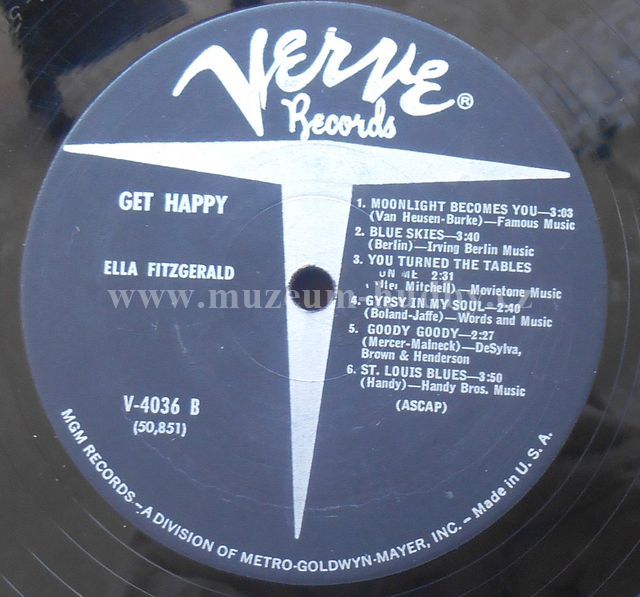 Verve®
Records
GET HAPPY
ELLA FITZGERALD
V-4036 B
(50,851)
1. MOONLIGHT BECOMES YOU—3:03
(Van Heusen-Burke)—Famous Music
2. BLUE SKIES—3:40
(Berlin)—Irving Berlin Music
3. YOU TURNED THE TABLES
ON ME 2:31
Mitchell)—Movietone Music
4. GYPSY IN MY SOUL—2:40
(Boland-Jaffe)—Words and Music
5. GOODY GOODY—2:27
(Mercer-Malneck)—DeSylva,
Brown & Henderson
6. ST. LOUIS BLUES—3:50
(Handy)—Handy Bros. Music
(ASCAP)
MGM RECORDS—A DIVISION OF METRO-GOLDWYN-MAYER, INC.—Made in U.S.A.